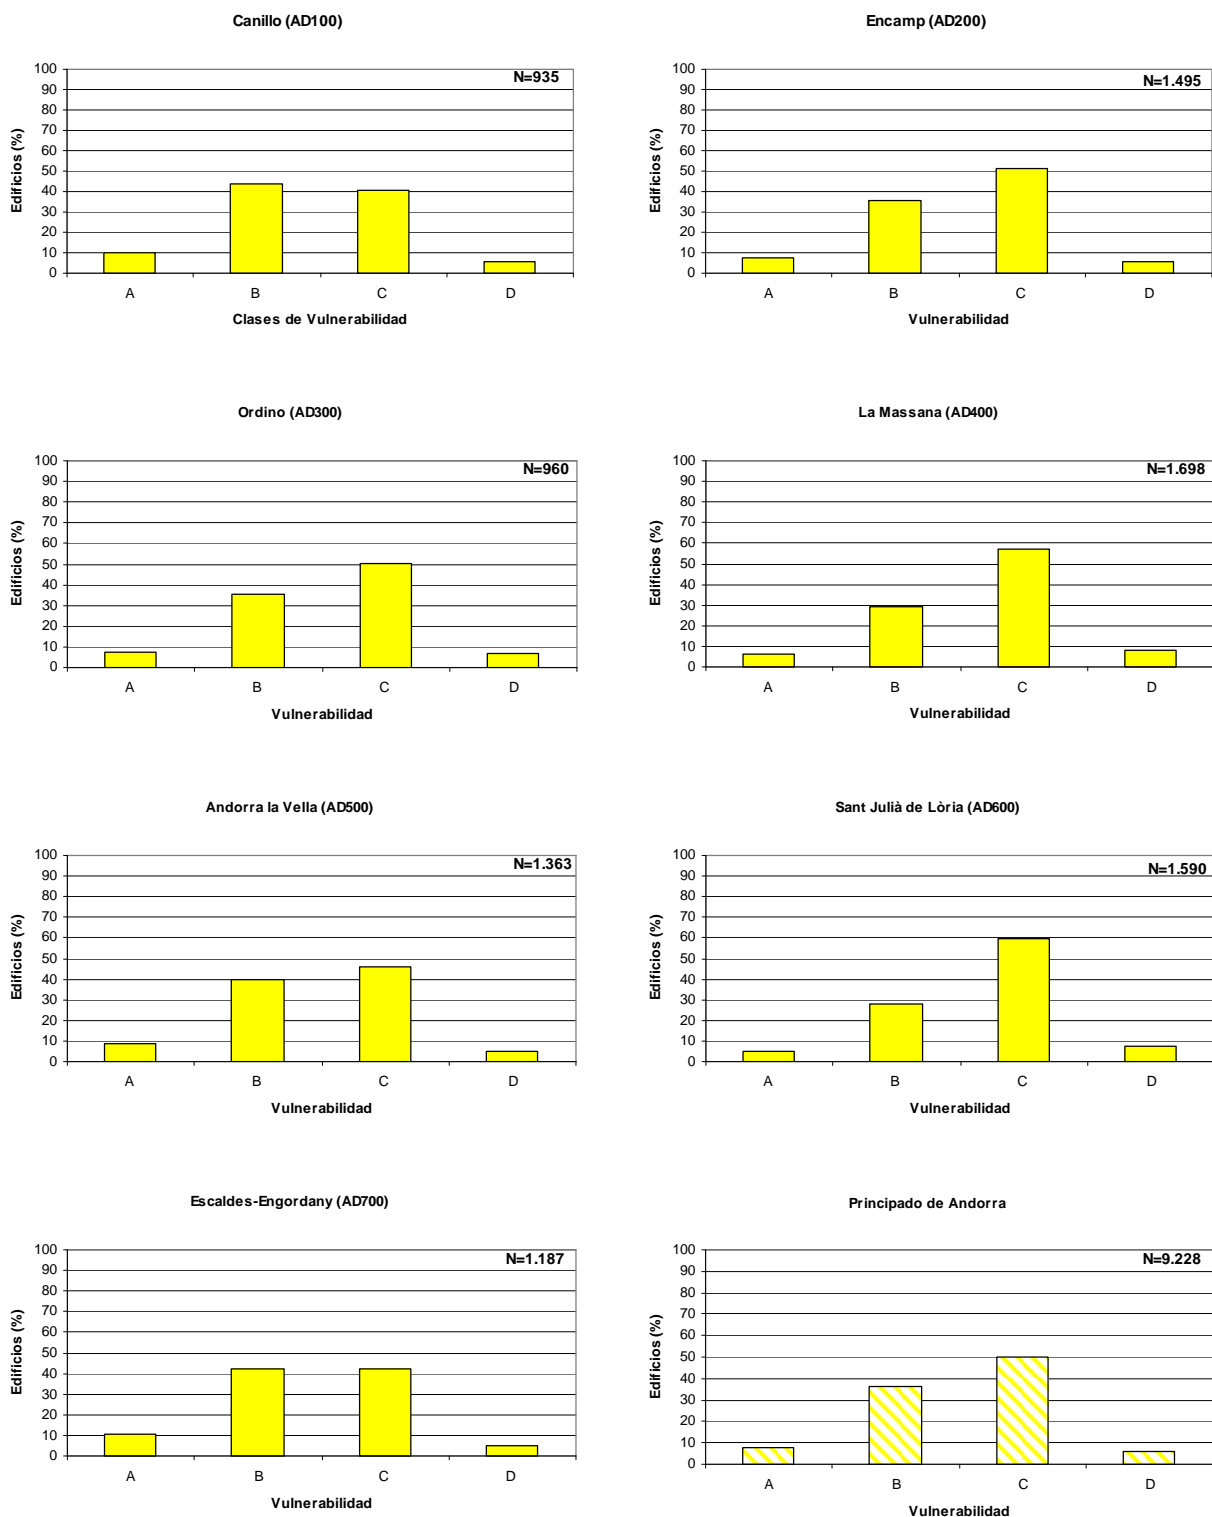 Canillo (AD100)
N=935
100
90
80
70
60
50
40
30
20
10
0
Edificios (%)
A B C D
Clases de Vulnerabilidad
Encamp (AD200)
N=1.495
100
90
80
70
60
50
40
30
20
10
0
Edificios (%)
A B C D
Vulnerabilidad
Ordino (AD300)
N=960
100
90
80
70
60
50
40
30
20
10
0
Edificios (%)
A B C D
Vulnerabilidad
La Massana (AD400)
N=1.698
100
90
80
70
60
50
40
30
20
10
0
Edificios (%)
A B C D
Vulnerabilidad
Andorra la Vella (AD500)
N=1.363
100
90
80
70
60
50
40
30
20
10
0
Edificios (%)
A B C D
Vulnerabilidad
Sant Julià de Lòria (AD600)
N=1.590
100
90
80
70
60
50
40
30
20
10
0
Edificios (%)
A B C D
Vulnerabilidad
Escaldes-Engordany (AD700)
N=1.187
100
90
80
70
60
50
40
30
20
10
0
Edificios (%)
A B C D
Vulnerabilidad
Principado de Andorra
N=9.228
100
90
80
70
60
50
40
30
20
10
0
Edificios (%)
A B C D
Vulnerabilidad